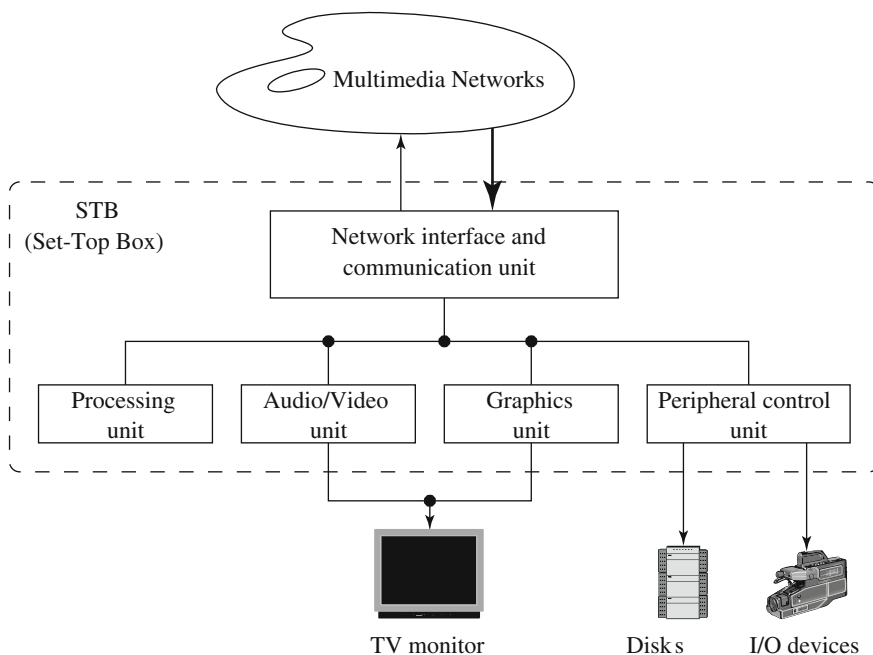 Multimedia Networks
STB
(Set-Top Box)
Network interface and
communication unit
Processing
unit
Audio/Video
unit
Graphics
unit
Peripheral control
unit
TV monitor
Disks
I/O devices